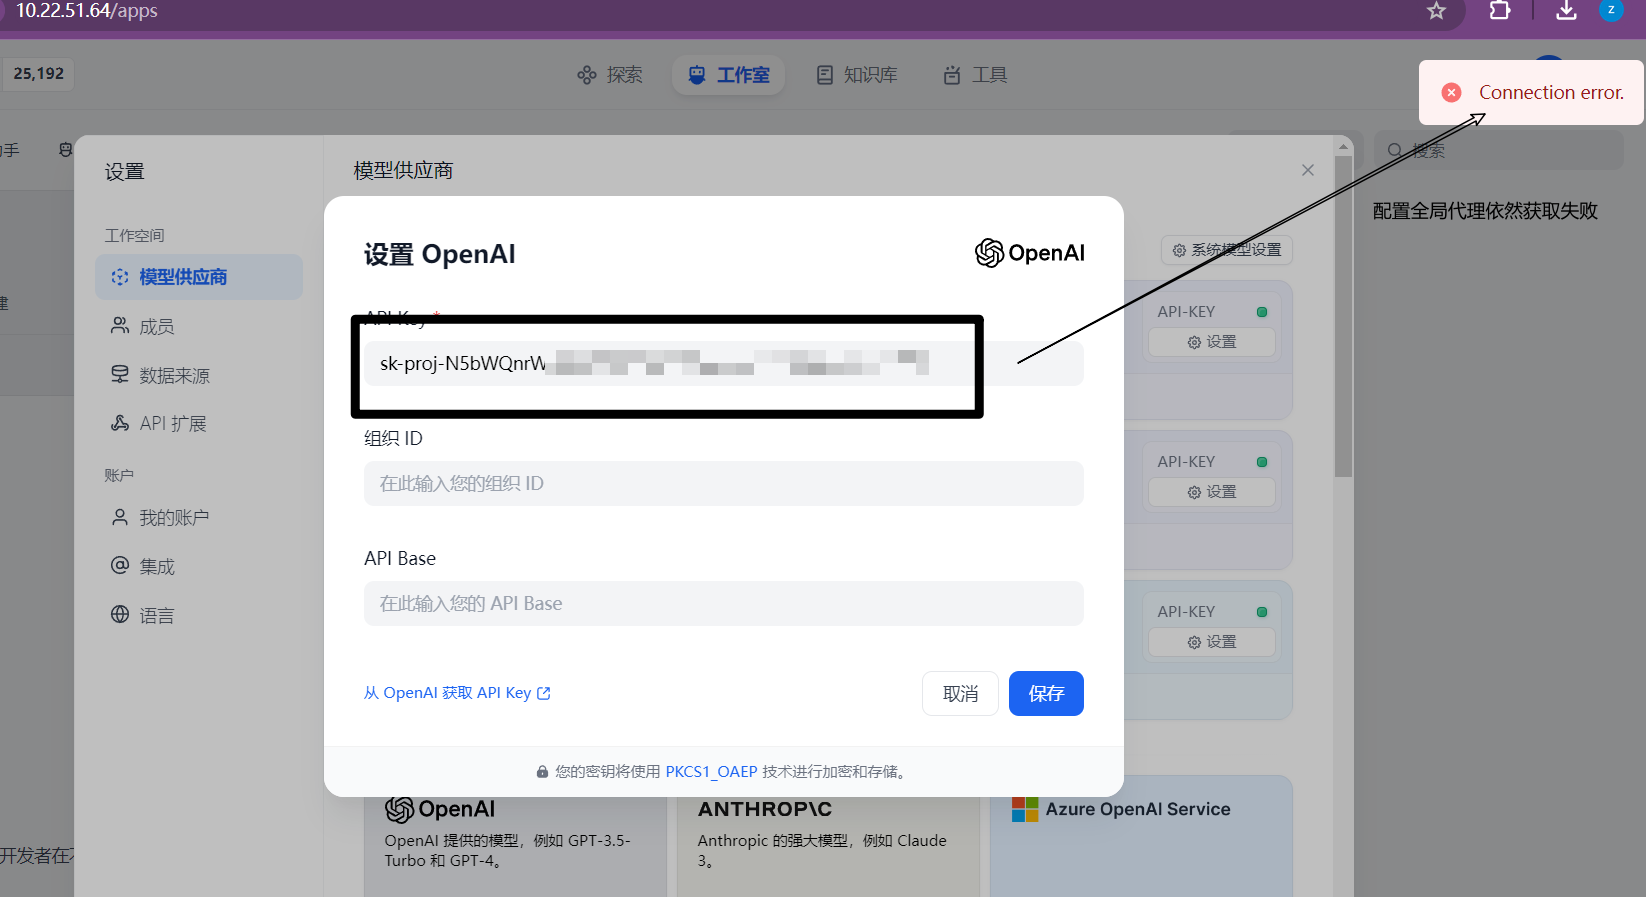 10.22.51.64/apps
z
25,192
探索
工作室
知识库
工具
Connection error.
手
设置
模型供应商
搜索
配置全局代理依然获取失败
工作空间
模型供应商
成员
数据来源
API 扩展
账户
我的账户
集成
语言
系统模型设置
API-KEY
设置
API-KEY
设置
API-KEY
设置
设置 OpenAI
OpenAI
API Key *
sk-proj-N5bWQnrW
组织 ID
在此输入您的组织 ID
API Base
在此输入您的 API Base
从 OpenAI 获取 API Key
取消
保存
您的密钥将使用 PKCS1_OAEP 技术进行加密和存储。
建
开发者在
OpenAI
OpenAI 提供的模型，例如 GPT-3.5-
Turbo 和 GPT-4。
ANTHROP\C
Anthropic 的强大模型，例如 Claude
3。
Azure OpenAI Service